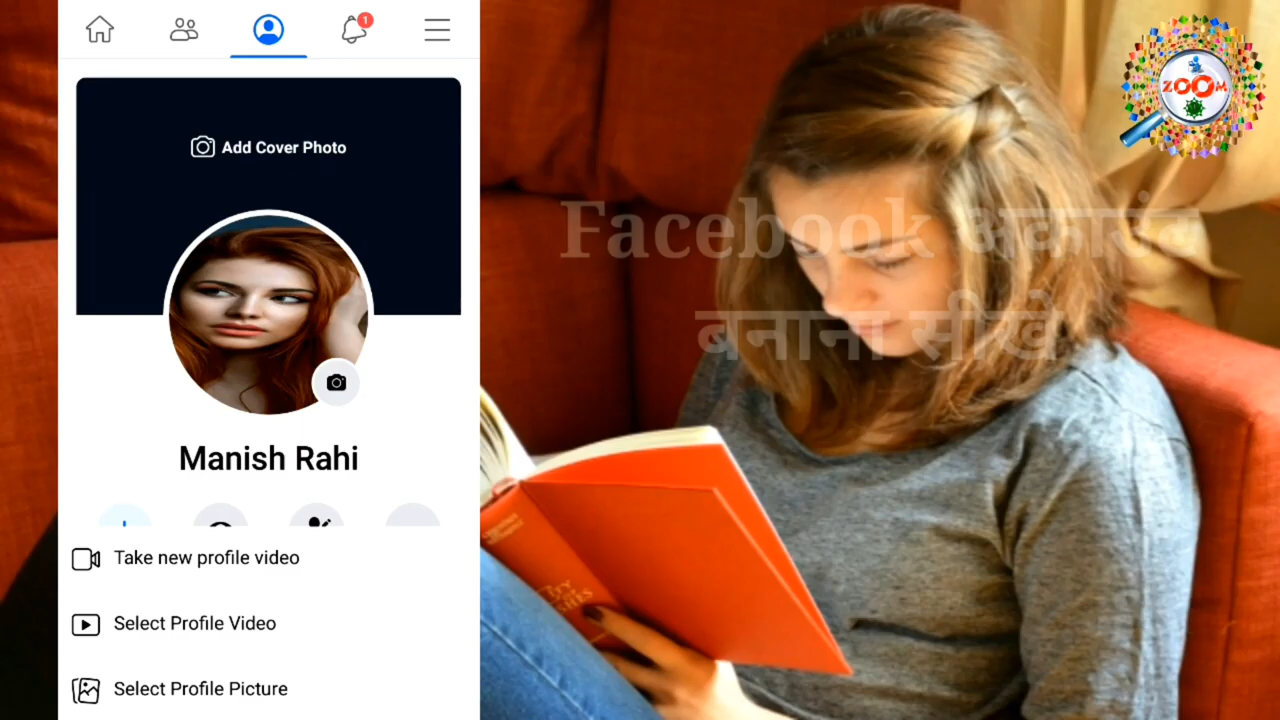 1
Add Cover Photo
Manish Rahi
Take new profile video
Select Profile Video
Select Profile Picture
Facebook अकाउंट
बनाना सीखे
ZOOM